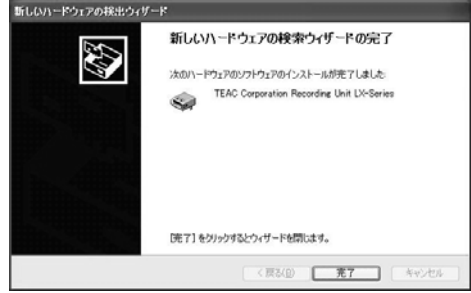 新しいハードウェアの検出ウィザード
新しいハードウェアの検索ウィザードの完了
次のハードウェアのソフトウェアのインストールが完了しました:
TEAC Corporation Recording Unit LX-Series
[完了] をクリックするとウィザードを閉じます。
< 戻る(B)
完了
キャンセル